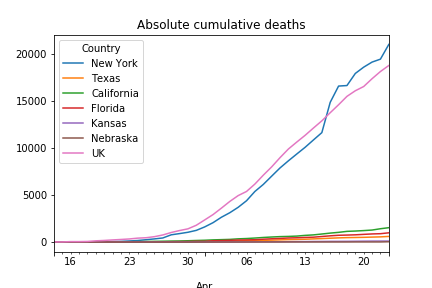 Absolute cumulative deaths
Country
New York
Texas
California
Florida
Kansas
Nebraska
UK
20000
15000
10000
5000
0
16 23 30 06 13 20
Apr